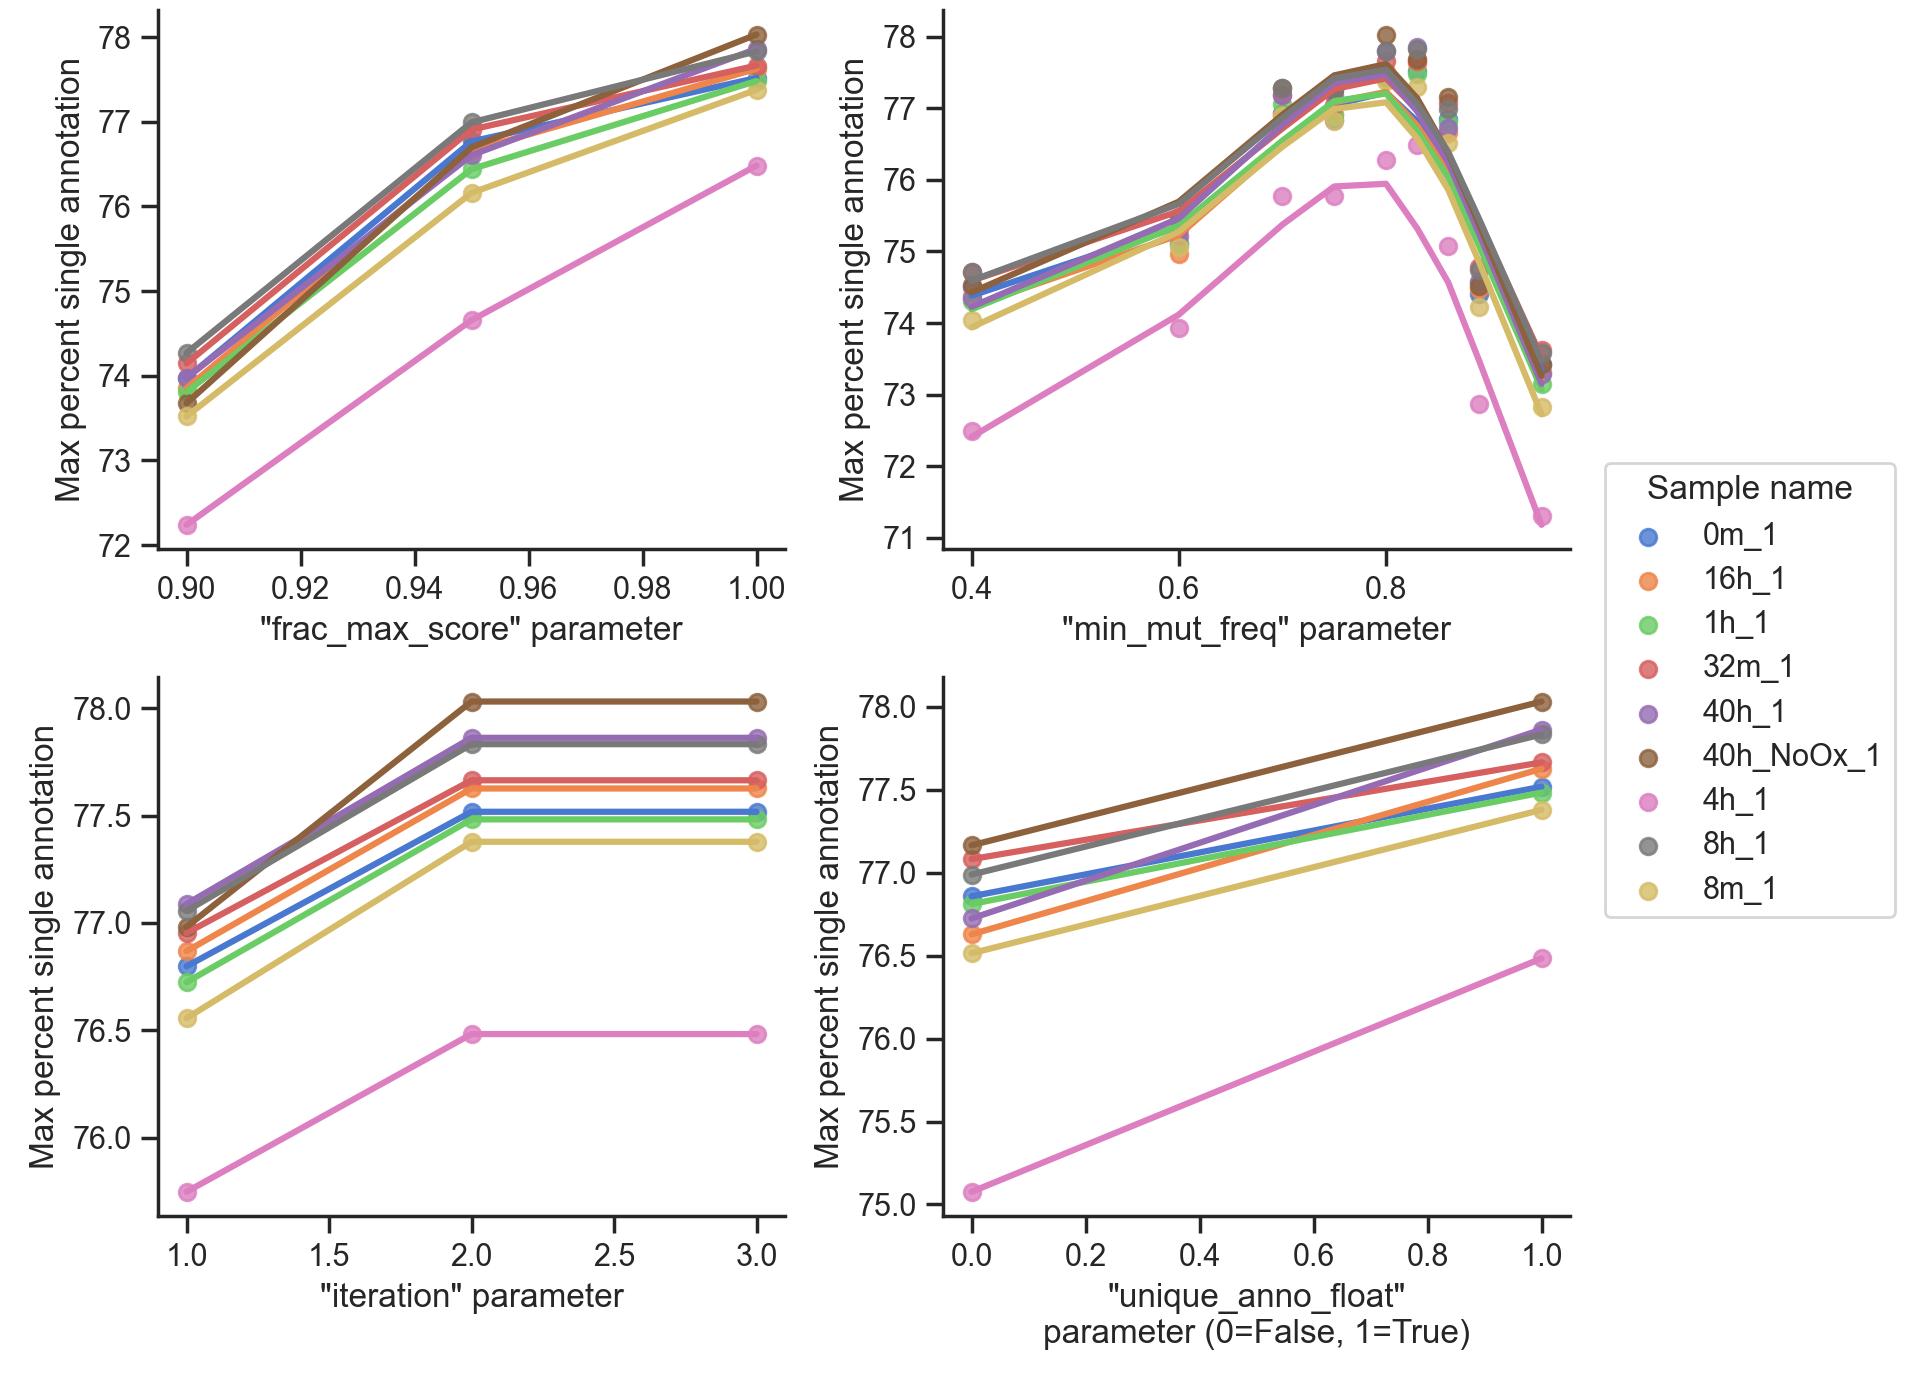 Max percent single annotation
78
77
76
75
74
73
72
0.90 0.92 0.94 0.96 0.98 1.00
"frac_max_score" parameter
Max percent single annotation
78
77
76
75
74
73
72
71
0.4 0.6 0.8
"min_mut_freq" parameter
Max percent single annotation
78.0
77.5
77.0
76.5
76.0
1.0 1.5 2.0 2.5 3.0
"iteration" parameter
Max percent single annotation
78.0
77.5
77.0
76.5
76.0
75.5
75.0
0.0 0.2 0.4 0.6 0.8 1.0
"unique_anno_float"
parameter (0=False, 1=True)
Sample name
0m_1
16h_1
1h_1
32m_1
40h_1
40h_NoOx_1
4h_1
8h_1
8m_1